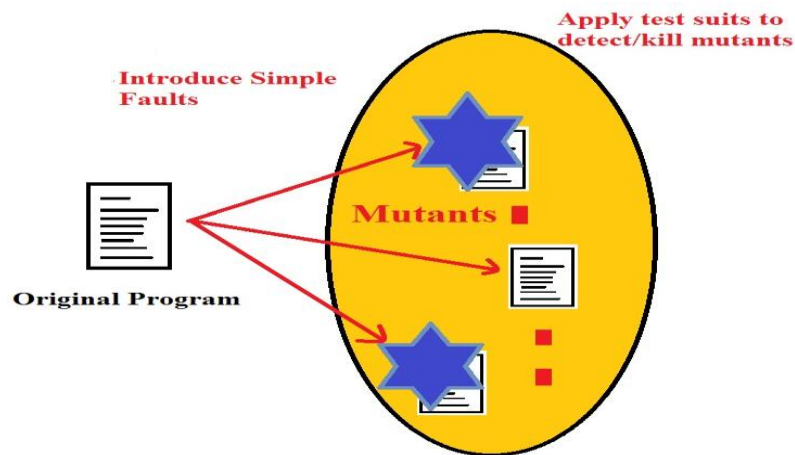 Apply test suits to
detect/kill mutants
Introduce Simple
Faults
Mutants
Original Program